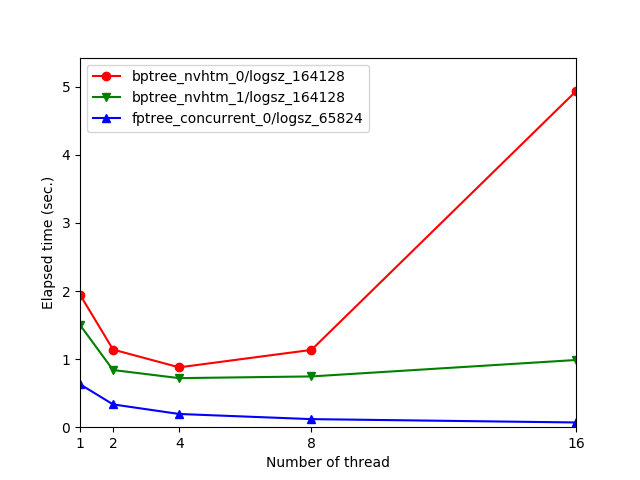 bptree_nvhtm_0/logsz_164128
bptree_nvhtm_1/logsz_164128
fptree_concurrent_0/logsz_65824
5
4
3
2
1
0
Elapsed time (sec.)
1 2 4 8 16
Number of thread